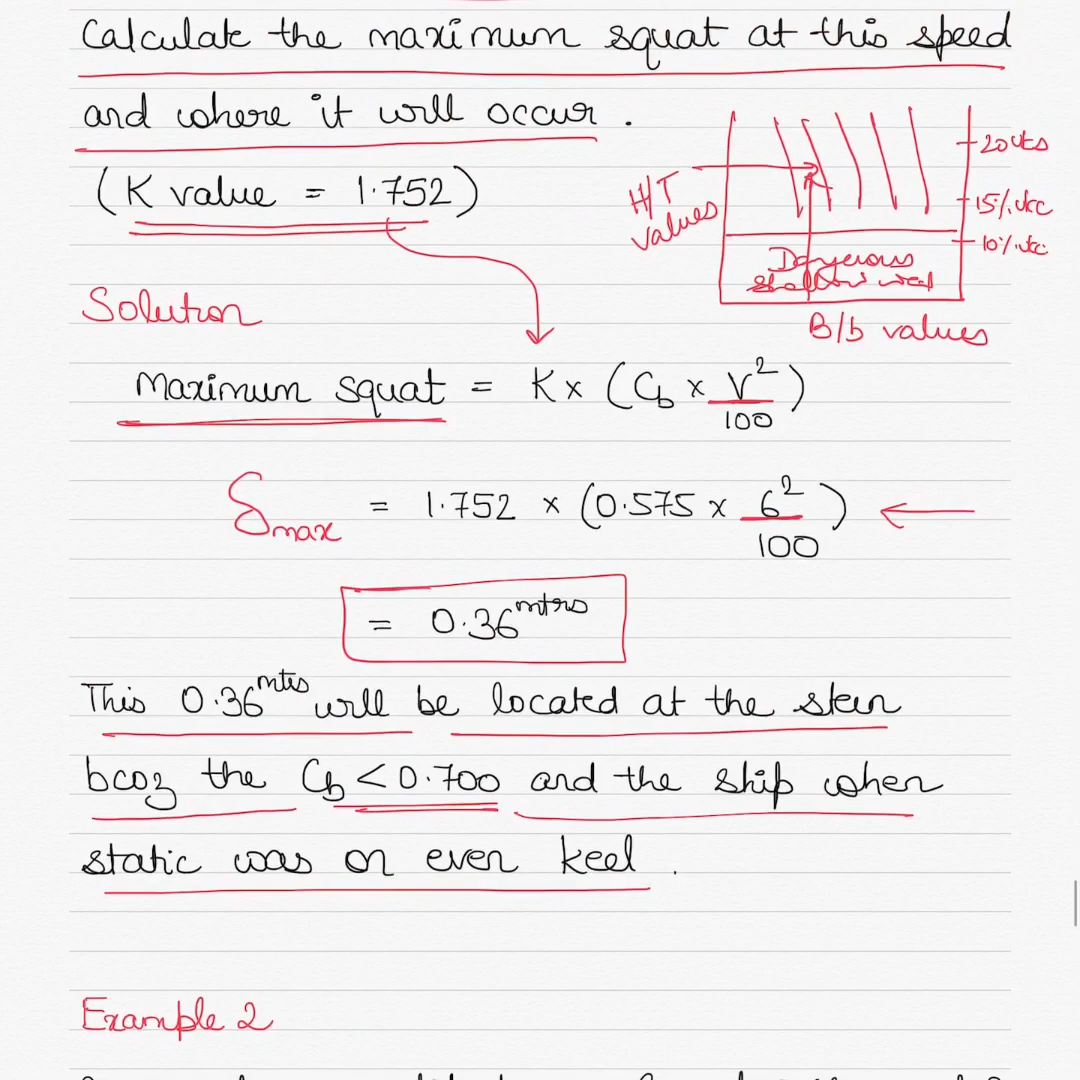 Calculate the maximum squat at this speed
and where it will occur .
(K value = 1.752)
H/T
values
20 ukc
15%.ukc
10%.ukc
Dangerous
B/b values
Solution
Maximum squat = K x (Cb x V²/100)
δmax = 1.752 x (0.575 x 6²/100)
= 0.36 mtrs
This 0.36 mtrs will be located at the stern
bcoz the Cb < 0.700 and the ship when
static was on even keel .
Example 2